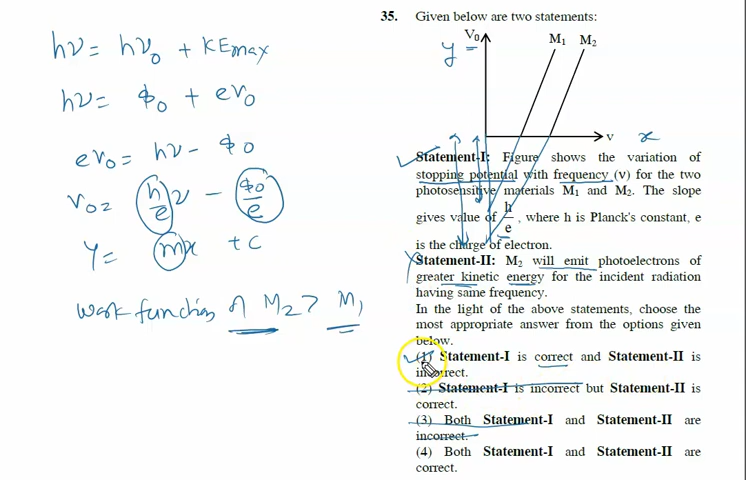 hν = hν₀ + KEmax
hν = ϕ₀ + eV₀
eV₀ = hν − ϕ₀
V₀ = (h/e)ν − ϕ₀/e
Y = mx + c
work function of M₂ > M₁
35. Given below are two statements:
V₀
y =
M₁ M₂
ν
x
Statement-I: Figure shows the variation of
stopping potential with frequency (ν) for the two
photosensitive materials M₁ and M₂. The slope
gives value of h/e, where h is Planck's constant, e
is the charge of electron.
Statement-II: M₂ will emit photoelectrons of
greater kinetic energy for the incident radiation
having same frequency.
In the light of the above statements, choose the
most appropriate answer from the options given
below.
(1) Statement-I is correct and Statement-II is
incorrect.
(2) Statement-I is incorrect but Statement-II is
correct.
(3) Both Statement-I and Statement-II are
incorrect.
(4) Both Statement-I and Statement-II are
correct.